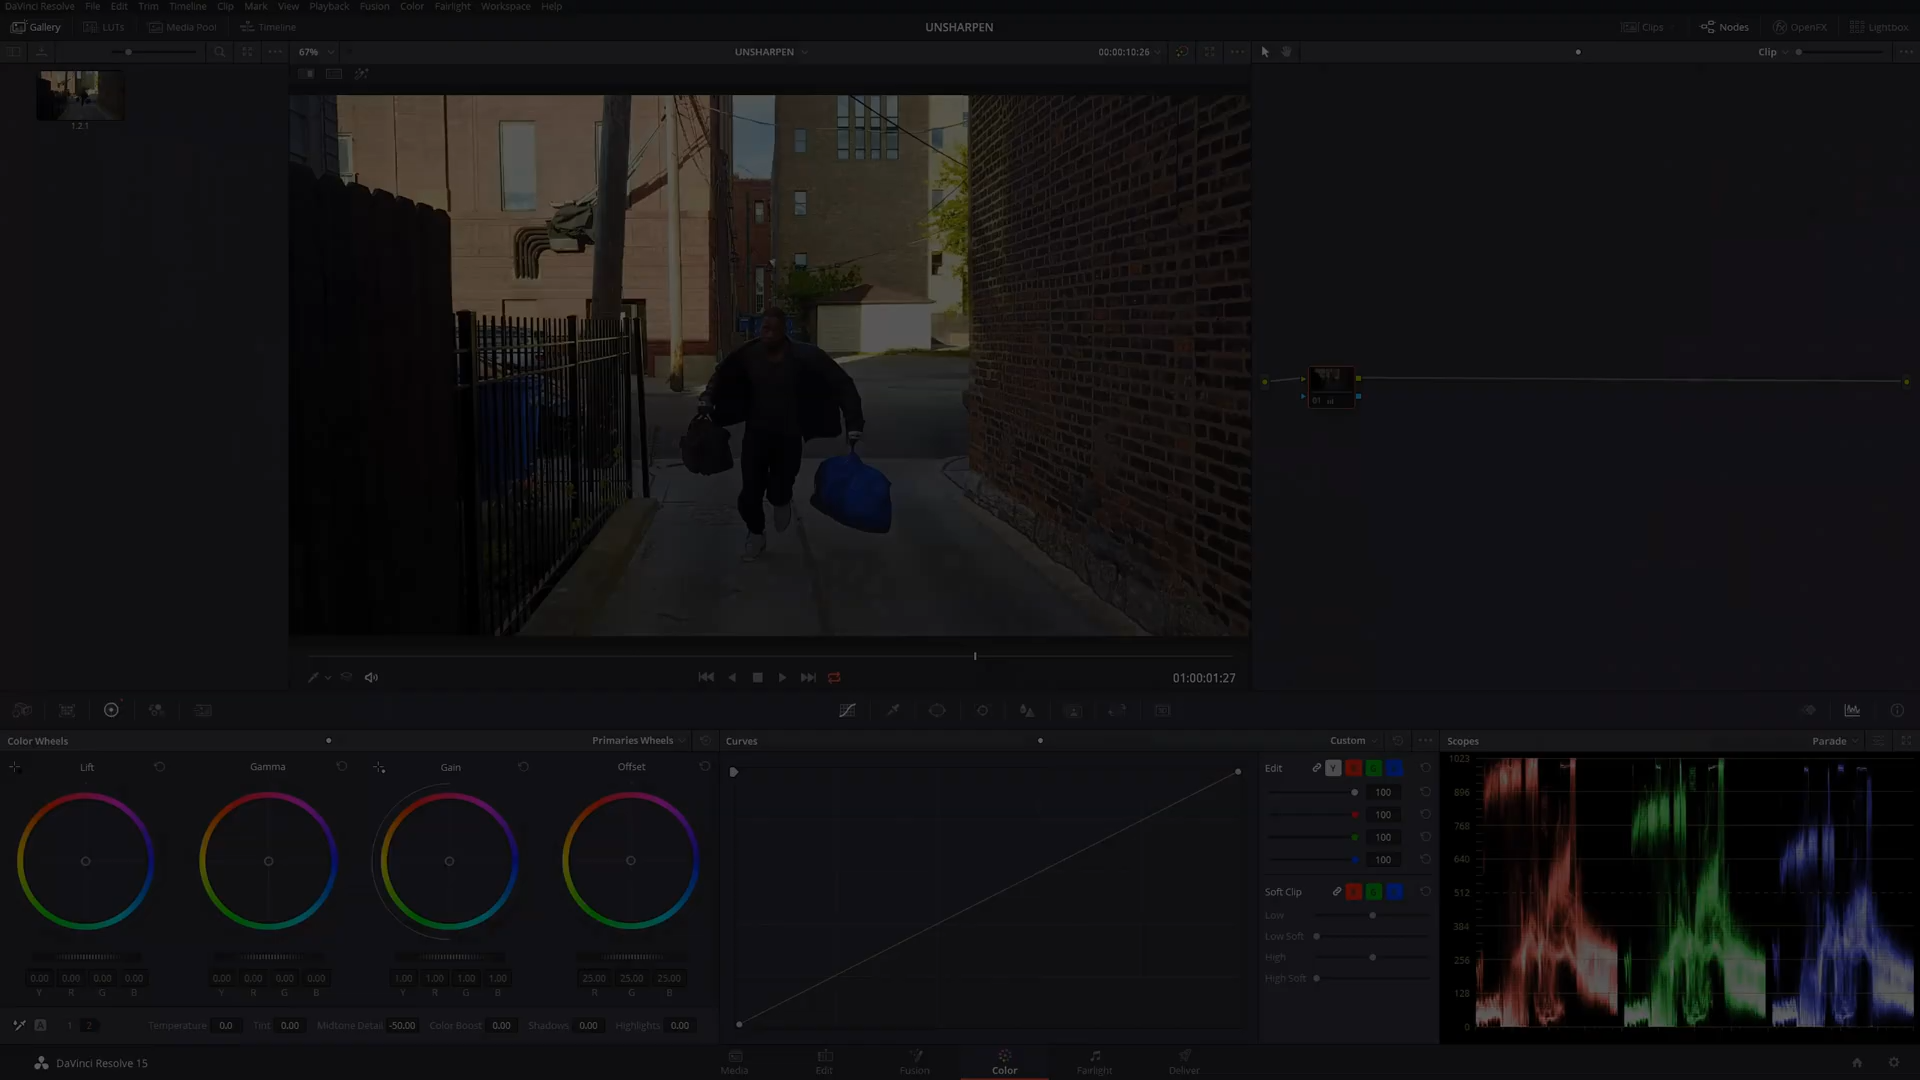 DaVinci Resolve File Edit Trim Timeline Clip Mark View Playback Fusion Color Fairlight Workspace Help
Gallery LUTs Media Pool Timeline UNSHARPEN Clips Nodes OpenFX Lightbox
67% UNSHARPEN 00:00:10:26 Clip
1.2.1
01
01:00:01:27
Color Wheels Primaries Wheels Curves Custom Scopes Parade
Lift Gamma Gain Offset
0.00 0.00 0.00 0.00 0.00 0.00 0.00 0.00 1.00 1.00 1.00 1.00 25.00 25.00 25.00
Y R G B Y R G B Y R G B R G B
A 1 2 Temperature 0.0 Tint 0.00 Midtone Detail -50.00 Color Boost 0.00 Shadows 0.00 Highlights 0.00
Edit Y
100
100
100
100
Soft Clip
Low
Low Soft
High
High Soft
1023
896
768
640
512
384
256
128
0
DaVinci Resolve 15 Media Edit Fusion Color Fairlight Deliver